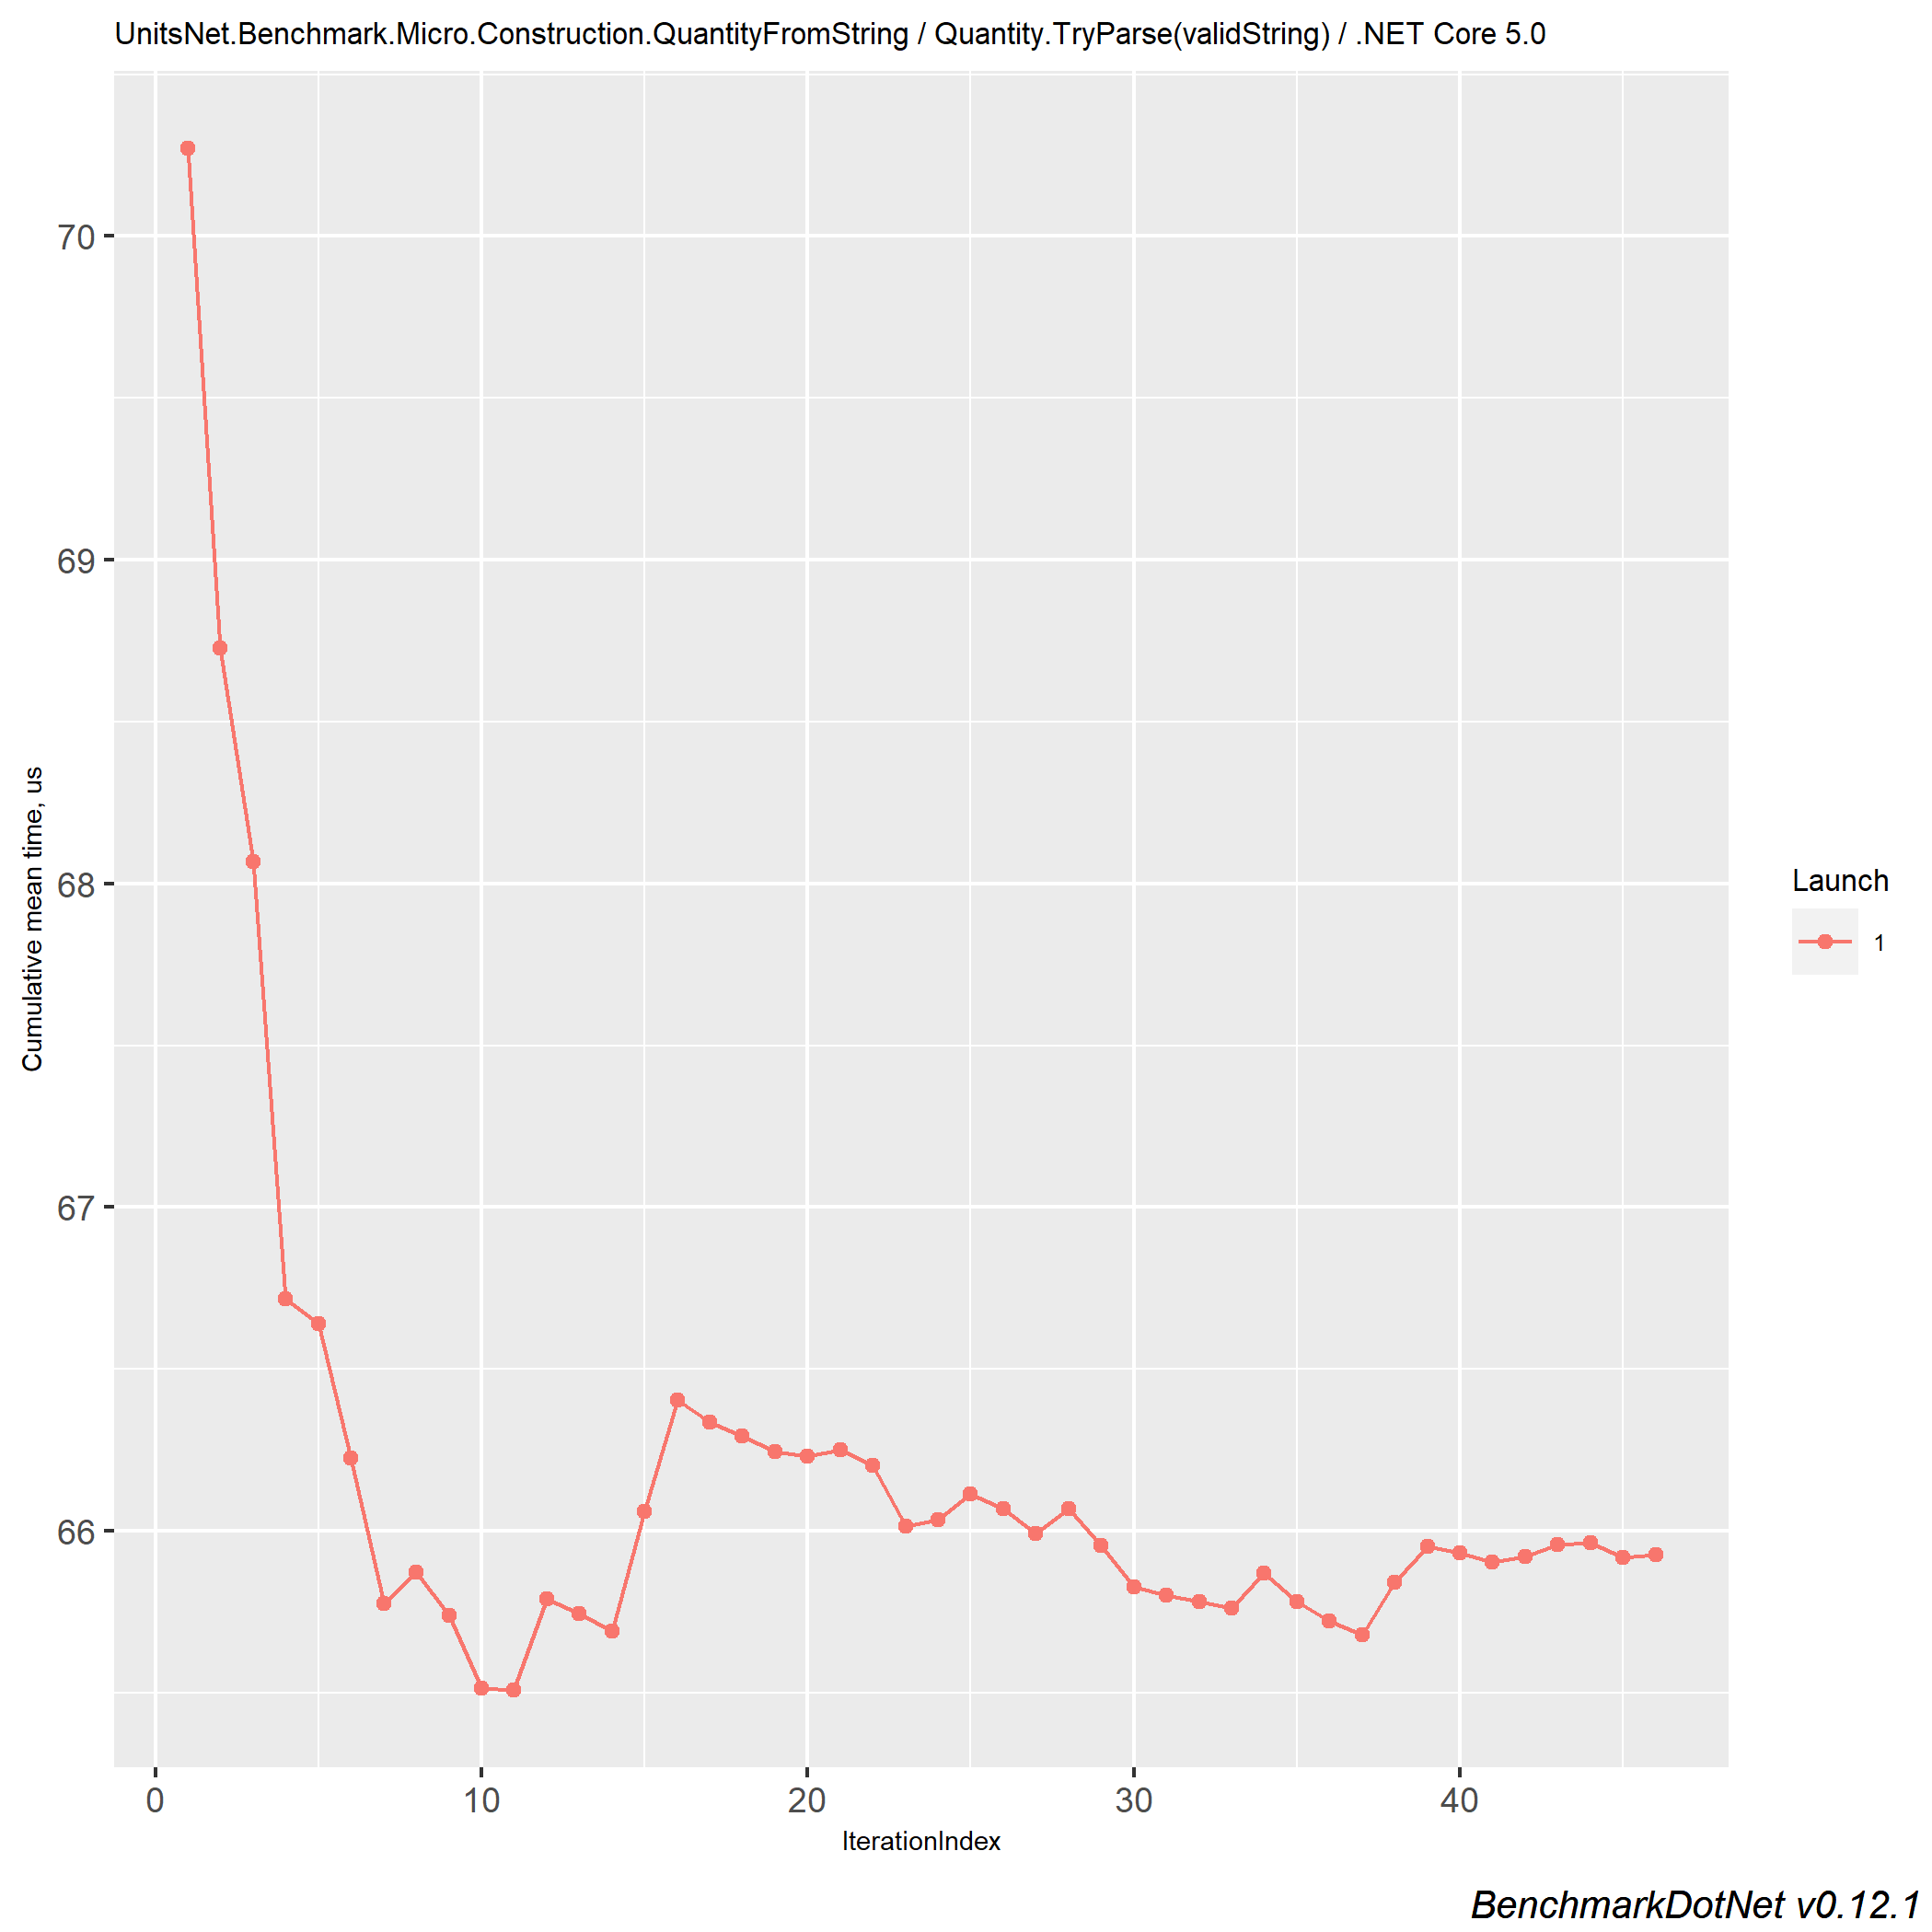 UnitsNet.Benchmark.Micro.Construction.QuantityFromString / Quantity.TryParse(validString) / .NET Core 5.0
70
69
68
67
66
Cumulative mean time, us
0 10 20 30 40
IterationIndex
Launch
1
BenchmarkDotNet v0.12.1